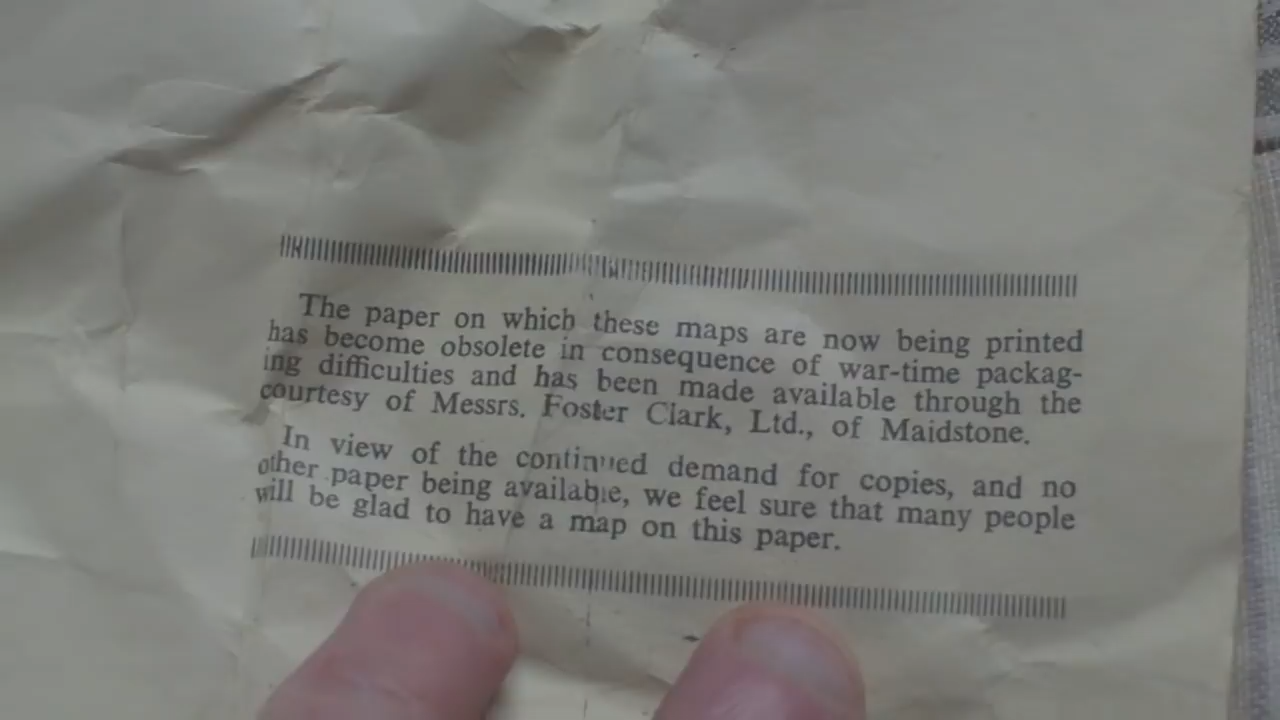 The paper on which these maps are now being printed
has become obsolete in consequence of war-time packag-
ing difficulties and has been made available through the
courtesy of Messrs. Foster Clark, Ltd., of Maidstone.
In view of the continued demand for copies, and no
other paper being available, we feel sure that many people
will be glad to have a map on this paper.